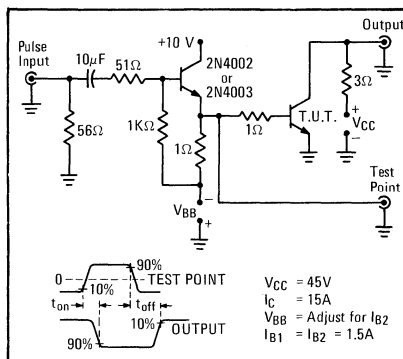 Pulse
Input
10µF
51Ω
+10 V
2N4002
or
2N4003
Output
3Ω
+
VCC
−
T.U.T.
56Ω
1KΩ
1Ω
1Ω
−
VBB
+
Test
Point
0
90%
TEST POINT
10%
ton
toff
10%
OUTPUT
90%
VCC = 45V
IC = 15A
VBB = Adjust for IB2
IB1 = IB2 = 1.5A